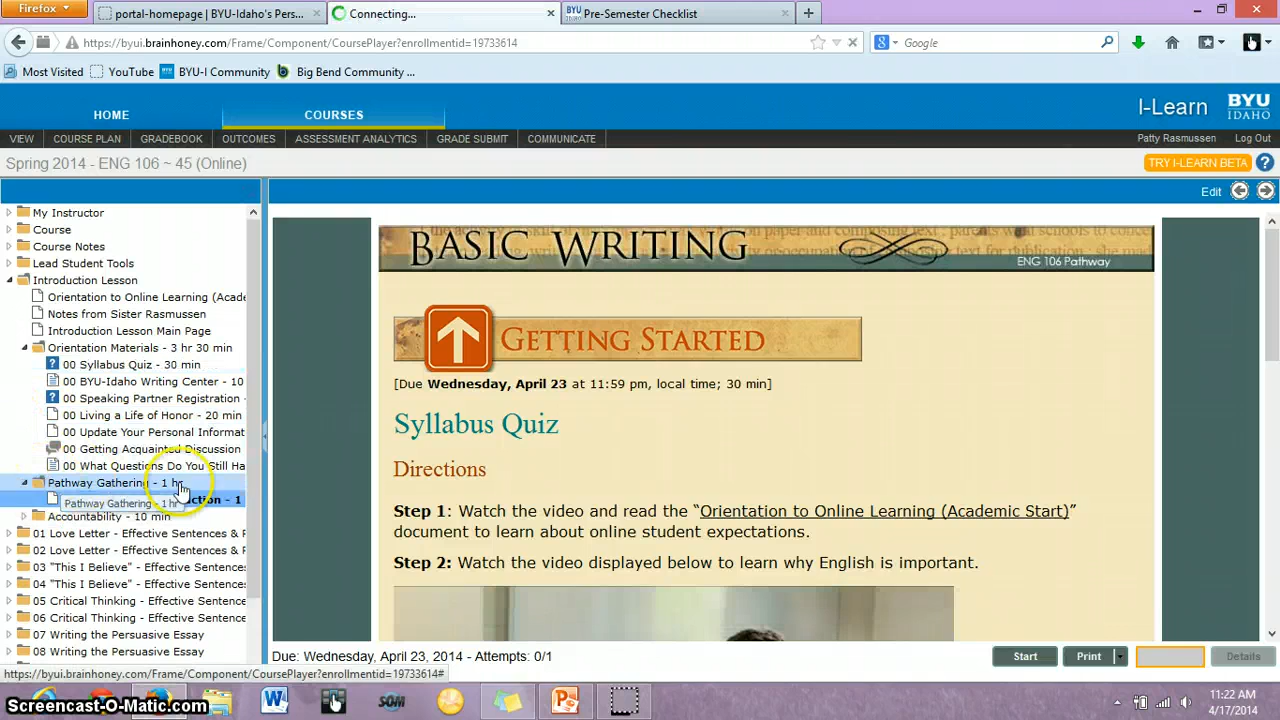 Firefox
portal-homepage | BYU-Idaho's Pers...
Connecting...
BYU IDAHO
Pre-Semester Checklist
https://byui.brainhoney.com/Frame/Component/CoursePlayer?enrollmentid=19733614
Google
Most Visited
YouTube
BYU-I Community
Big Bend Community ...
HOME
COURSES
I-Learn
BYU
IDAHO
VIEW
COURSE PLAN
GRADEBOOK
OUTCOMES
ASSESSMENT ANALYTICS
GRADE SUBMIT
COMMUNICATE
Patty Rasmussen
Log Out
Spring 2014 - ENG 106 ~ 45 (Online)
TRY I-LEARN BETA
?
Edit
My Instructor
Course
Course Notes
Lead Student Tools
Introduction Lesson
Orientation to Online Learning (Acade
Notes from Sister Rasmussen
Introduction Lesson Main Page
Orientation Materials - 3 hr 30 min
00 Syllabus Quiz - 30 min
00 BYU-Idaho Writing Center - 10
00 Speaking Partner Registration -
00 Living a Life of Honor - 20 min
00 Update Your Personal Informat
00 Getting Acquainted Discussion
00 What Questions Do You Still Ha
Pathway Gathering - 1 hr
ction - 1
Pathway Gathering - 1 hr
Accountability - 10 min
01 Love Letter - Effective Sentences & F
02 Love Letter - Effective Sentences & F
03 "This I Believe" - Effective Sentences
04 "This I Believe" - Effective Sentences
05 Critical Thinking - Effective Sentence
06 Critical Thinking - Effective Sentence
07 Writing the Persuasive Essay
08 Writing the Persuasive Essay
BASIC WRITING
ENG 106 Pathway
GETTING STARTED
[Due Wednesday, April 23 at 11:59 pm, local time; 30 min]
Syllabus Quiz
Directions
Step 1: Watch the video and read the “Orientation to Online Learning (Academic Start)”
document to learn about online student expectations.
Step 2: Watch the video displayed below to learn why English is important.
Due: Wednesday, April 23, 2014 - Attempts: 0/1
Start
Print
Details
https://byui.brainhoney.com/Frame/Component/CoursePlayer?enrollmentid=19733614#
Screencast-O-Matic.com
SOM
11:22 AM
4/17/2014